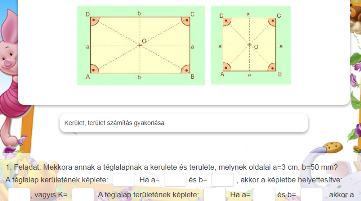 D b C D a C
a G a a G a
A b B A a B
Kerület, terület számítás gyakorlása
1. Feladat. Mekkora annak a téglalapnak a kerülete és területe, melynek oldalai a=3 cm, b=50 mm?
A téglalap kerületének képlete: Ha a= és b= , akkor a képletbe helyettesítve:
vagyis K= A téglalap területének képlete: Ha a= és b= , akkor a